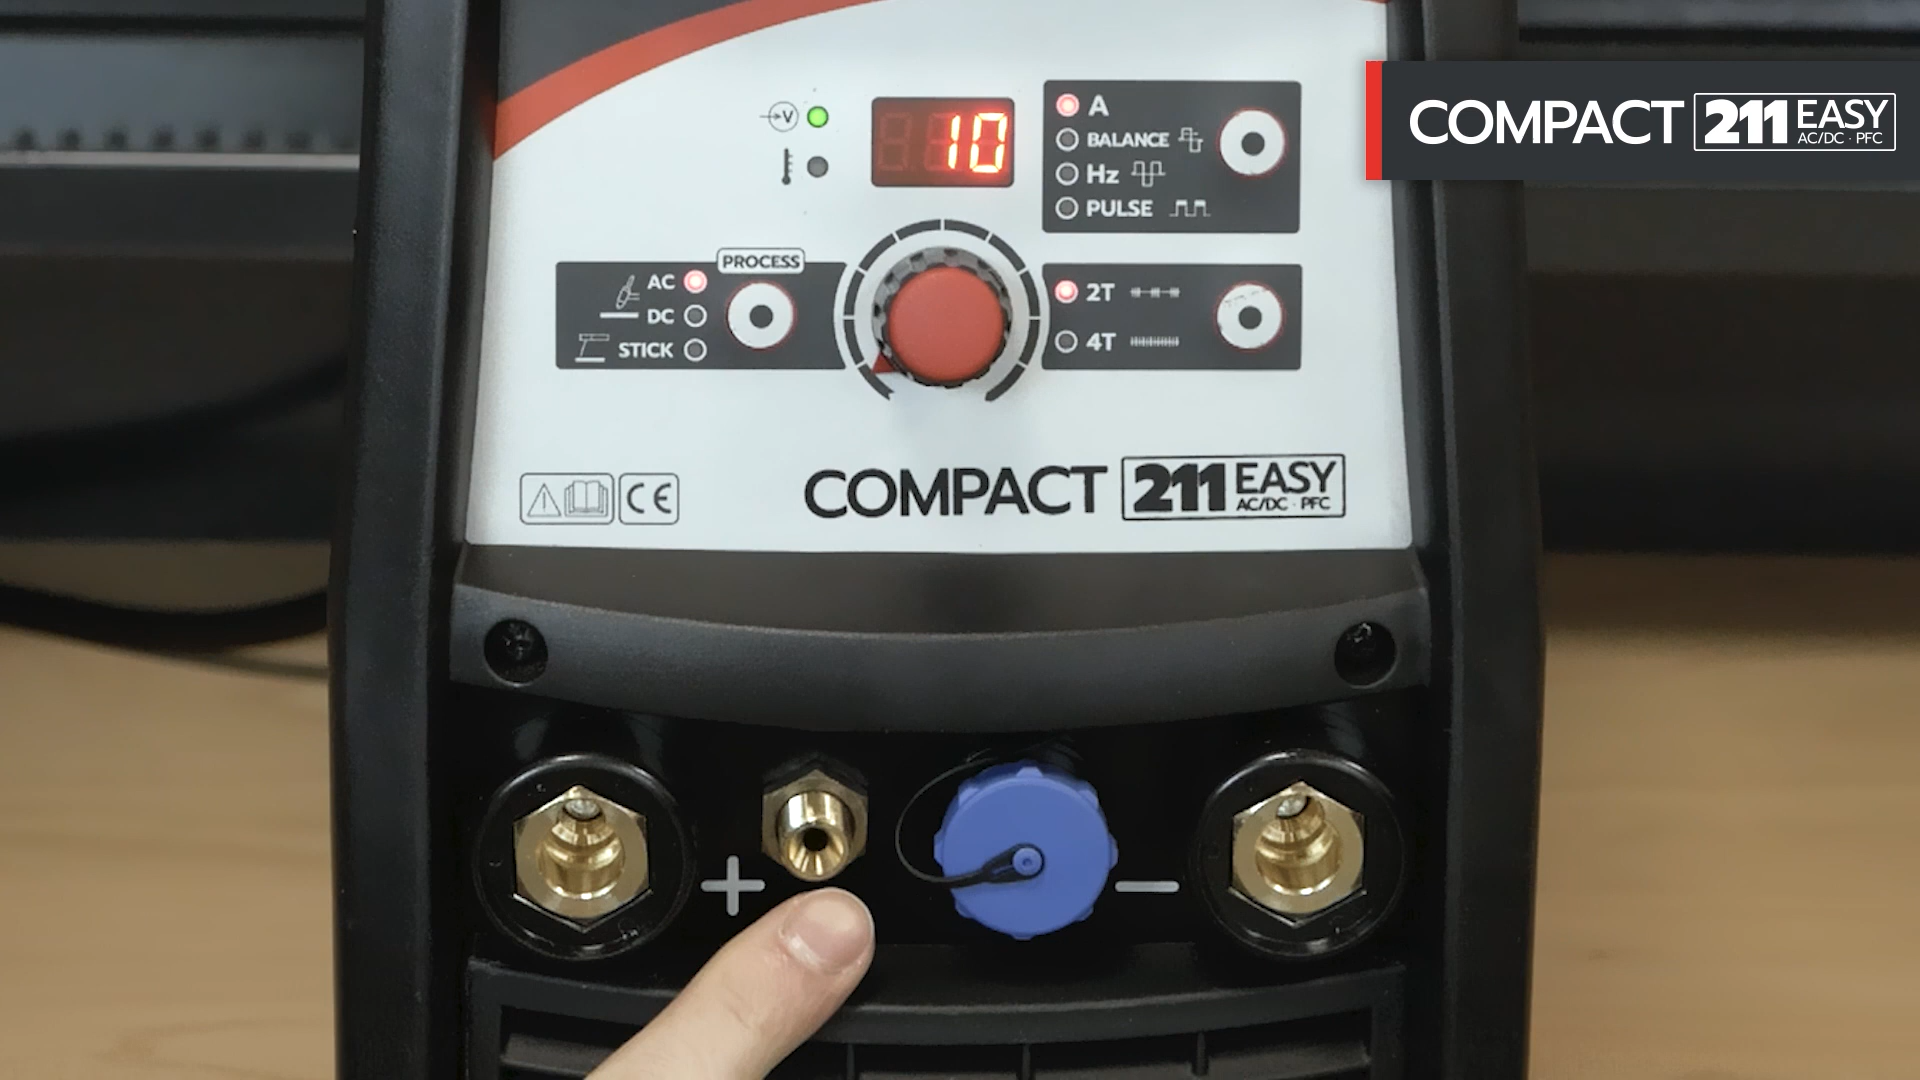 COMPACT 211 EASY
AC/DC · PFC
V
10
A
BALANCE
Hz
PULSE
PROCESS
AC
DC
STICK
2T
4T
CE
COMPACT 211 EASY
AC/DC · PFC
+
−